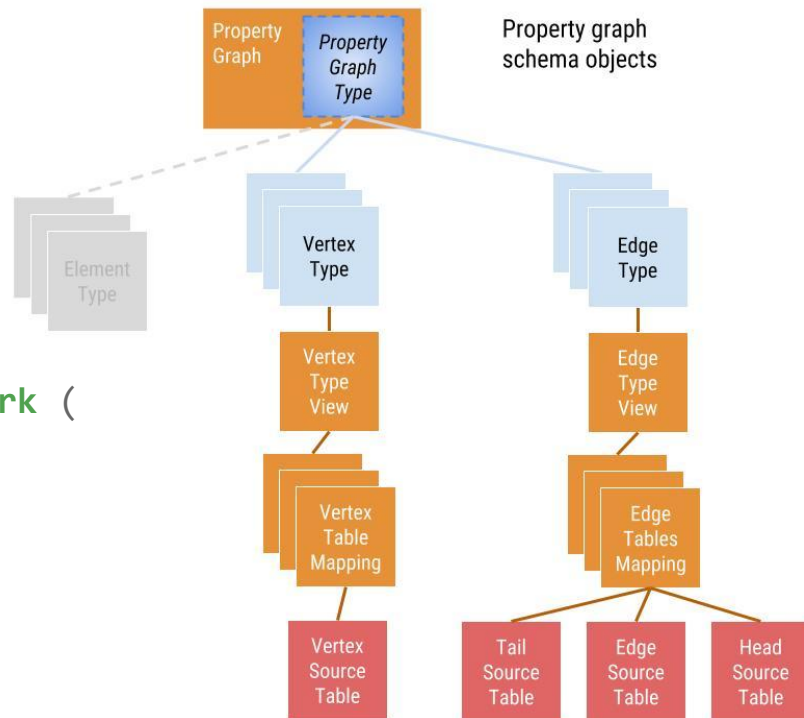 Property
Graph
Property
Graph
Type
Property graph
schema objects
Element
Type
Vertex
Type
Edge
Type
Vertex
Type
View
Edge
Type
View
rk (
Vertex
Table
Mapping
Edge
Tables
Mapping
Vertex
Source
Table
Tail
Source
Table
Edge
Source
Table
Head
Source
Table